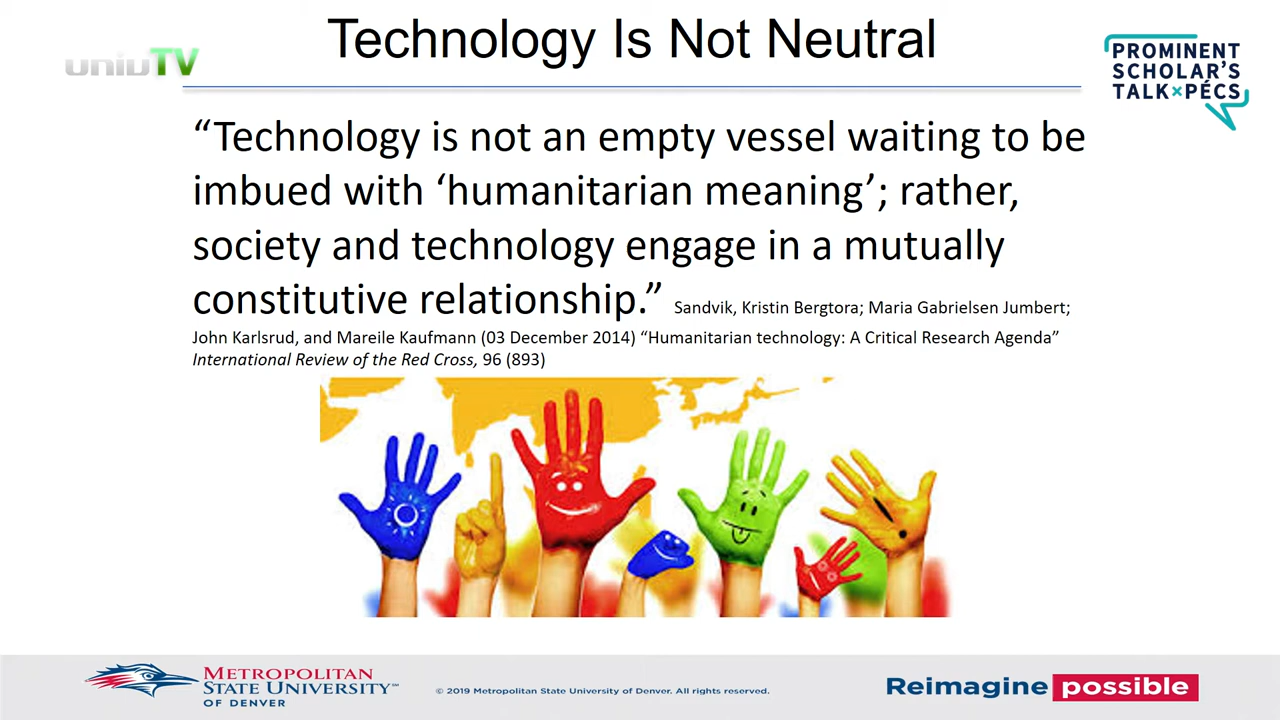 Technology Is Not Neutral
univTV
PROMINENT
SCHOLAR'S
TALK×PÉCS
“Technology is not an empty vessel waiting to be
imbued with ‘humanitarian meaning’; rather,
society and technology engage in a mutually
constitutive relationship.” Sandvik, Kristin Bergtora; Maria Gabrielsen Jumbert;
John Karlsrud, and Mareile Kaufmann (03 December 2014) “Humanitarian technology: A Critical Research Agenda”
International Review of the Red Cross, 96 (893)
METROPOLITAN
STATE UNIVERSITY℠
OF DENVER
© 2019 Metropolitan State University of Denver. All rights reserved.
Reimagine possible